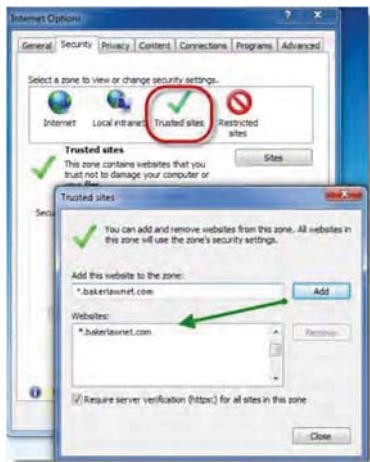 Internet Options
General Security Privacy Content Connections Programs Advanced
Select a zone to view or change security settings.
Internet Local intranet Trusted sites Restricted sites
Trusted sites
Sites
This zone contains websites that you
trust not to damage your computer or
your files.
Secu
Trusted sites
You can add and remove websites from this zone. All websites in
this zone will use the zone's security settings.
Add this website to the zone:
*.bakerlawnet.com Add
Websites:
*.bakerlawnet.com Remove
Require server verification (https:) for all sites in this zone
Close